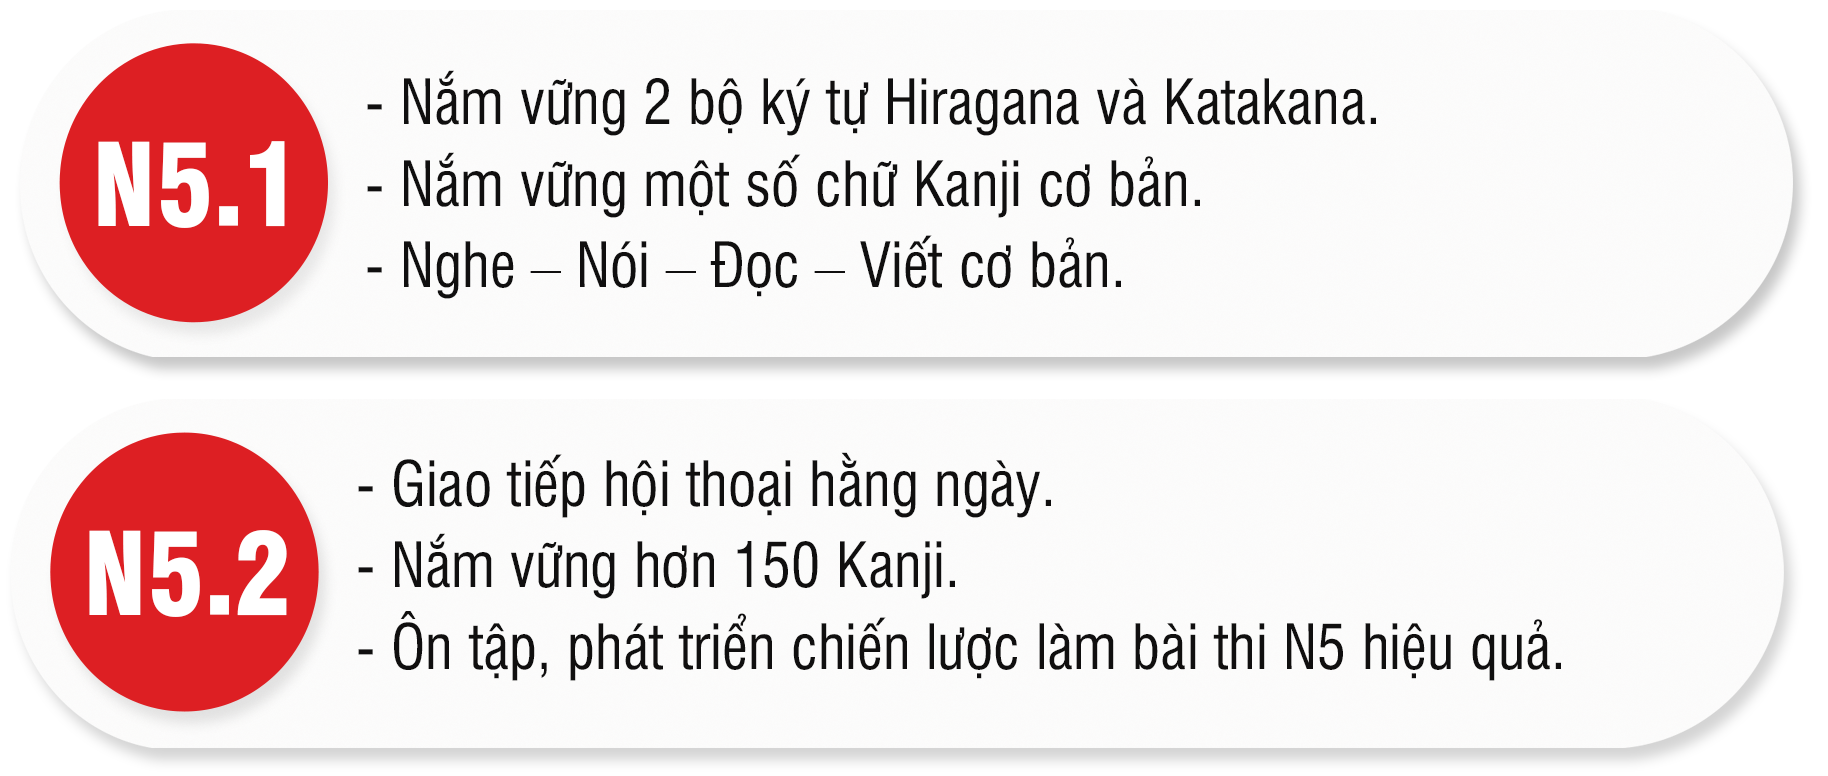 N5.1
- Nắm vững 2 bộ ký tự Hiragana và Katakana.
- Nắm vững một số chữ Kanji cơ bản.
- Nghe – Nói – Đọc – Viết cơ bản.
N5.2
- Giao tiếp hội thoại hằng ngày.
- Nắm vững hơn 150 Kanji.
- Ôn tập, phát triển chiến lược làm bài thi N5 hiệu quả.